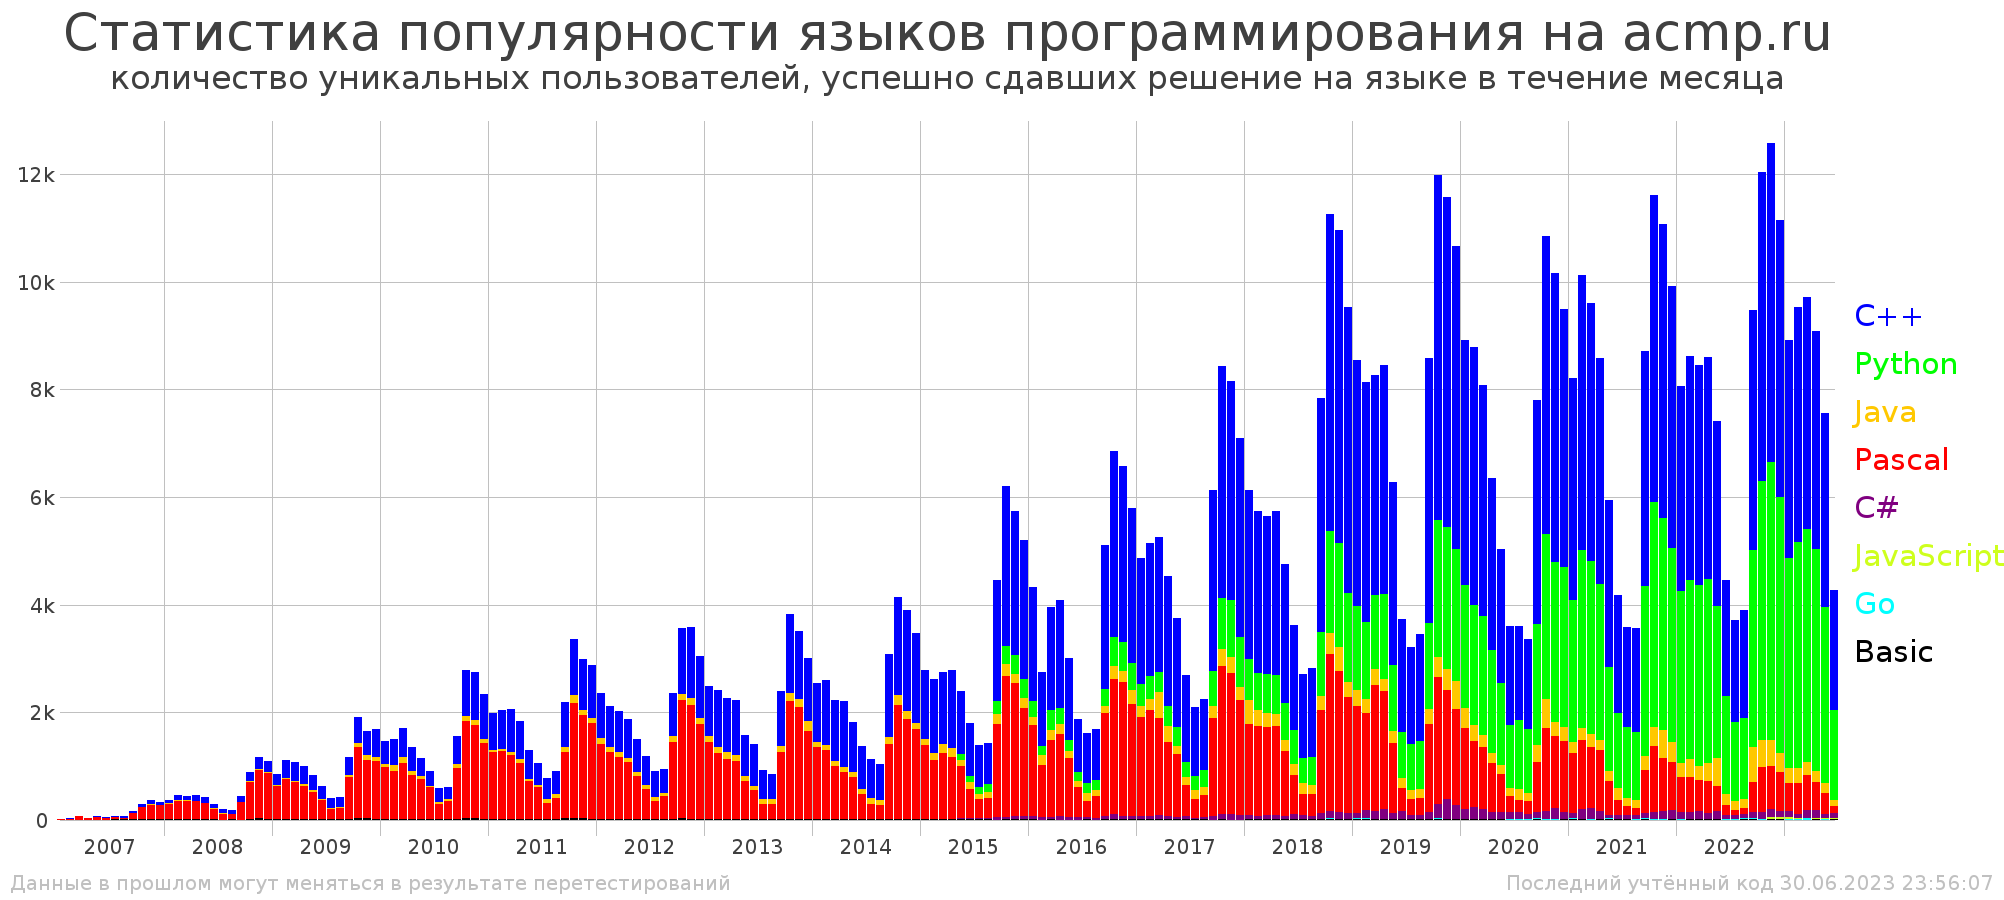 Статистика популярности языков программирования на acmp.ru
количество уникальных пользователей, успешно сдавших решение на языке в течение месяца
12k
10k
8k
6k
4k
2k
0
C++
Python
Java
Pascal
C#
JavaScript
Go
Basic
2007 2008 2009 2010 2011 2012 2013 2014 2015 2016 2017 2018 2019 2020 2021 2022
Данные в прошлом могут меняться в результате перетестирований
Последний учтённый код 30.06.2023 23:56:07